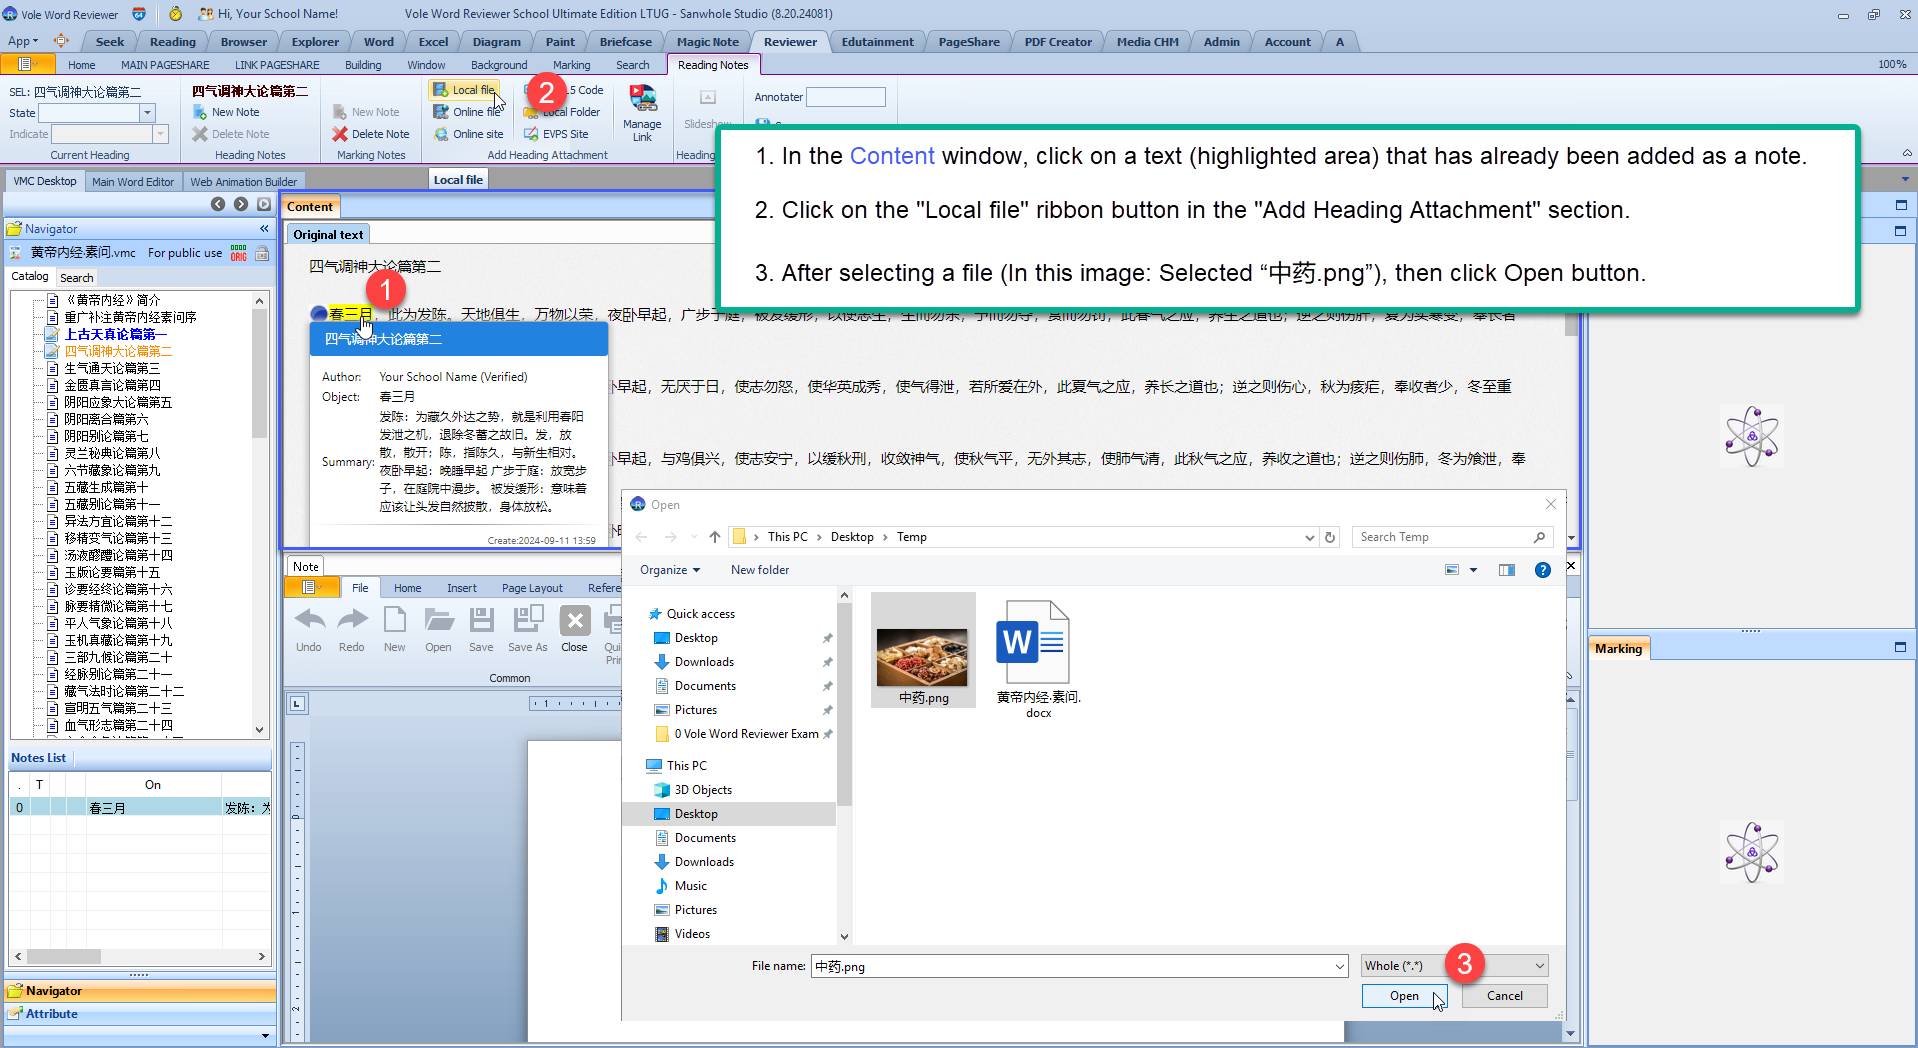 Vole Word Reviewer
Hi, Your School Name!
Vole Word Reviewer School Ultimate Edition LTUG - Sanwhole Studio (8.20.24081)
App
Seek
Reading
Browser
Explorer
Word
Excel
Diagram
Paint
Briefcase
Magic Note
Reviewer
Edutainment
PageShare
PDF Creator
Media CHM
Admin
Account
A
Home
MAIN PAGESHARE
LINK PAGESHARE
Building
Window
Background
Marking
Search
Reading Notes
100%
SEL: 四气调神大论篇第二
State
Indicate
Current Heading
四气调神大论篇第二
New Note
Delete Note
Heading Notes
New Note
Delete Note
Marking Notes
Local file
Online file
Online site
2
5 Code
Local Folder
EVPS Site
Add Heading Attachment
Manage
Link
Slideshow
Heading
Annotater
1. In the Content window, click on a text (highlighted area) that has already been added as a note.
2. Click on the "Local file" ribbon button in the "Add Heading Attachment" section.
3. After selecting a file (In this image: Selected “中药.png”), then click Open button.
VMC Desktop
Main Word Editor
Web Animation Builder
Local file
Navigator
黄帝内经·素问.vmc
For public use
ORIG
Catalog
Search
《黄帝内经》简介
重广补注黄帝内经素问序
上古天真论篇第一
四气调神大论篇第二
生气通天论篇第三
金匮真言论篇第四
阴阳应象大论篇第五
阴阳离合篇第六
阴阳别论篇第七
灵兰秘典论篇第八
六节藏象论篇第九
五藏生成篇第十
五藏别论篇第十一
异法方宜论篇第十二
移精变气论篇第十三
汤液醪醴论篇第十四
玉版论要篇第十五
诊要经终论篇第十六
脉要精微论篇第十七
平人气象论篇第十八
玉机真藏论篇第十九
三部九候论篇第二十
经脉别论篇第二十一
藏气法时论篇第二十二
宣明五气篇第二十三
血气形志篇第二十四
Notes List
T
On
0
春三月
发陈：
Navigator
Attribute
Content
Original text
四气调神大论篇第二
1
春三月，此为发陈。天地俱生，万物以荣，夜卧早起，广步于庭，被发缓形，以使志生，生而勿杀，予而勿夺，赏而勿罚，此春气之应，养生之道也；逆之则伤肝，夏为实寒变，奉长者
卧早起，无厌于日，使志勿怒，使华英成秀，使气得泄，若所爱在外，此夏气之应，养长之道也；逆之则伤心，秋为痎疟，奉收者少，冬至重
卧早起，与鸡俱兴，使志安宁，以缓秋刑，收敛神气，使秋气平，无外其志，使肺气清，此秋气之应，养收之道也；逆之则伤肺，冬为飧泄，奉
四气调神大论篇第二
Author: Your School Name (Verified)
Object: 春三月
Summary:
发陈：为藏久外达之势，就是利用春阳
发泄之机，退除冬蓄之故旧。发，放
散，散开；陈，指陈久，与新生相对。
夜卧早起：晚睡早起 广步于庭：放宽步
子，在庭院中漫步。 被发缓形：意味着
应该让头发自然披散，身体放松。
Create:2024-09-11 13:59
Note
File
Home
Insert
Page Layout
Refere
Undo
Redo
New
Open
Save
Save As
Close
Common
Open
This PC
Desktop
Temp
Search Temp
Organize
New folder
Quick access
Desktop
Downloads
Documents
Pictures
0 Vole Word Reviewer Exam
This PC
3D Objects
Desktop
Documents
Downloads
Music
Pictures
Videos
中药.png
W
黄帝内经·素问.
docx
File name: 中药.png
Whole (*.*)
3
Open
Cancel
Marking